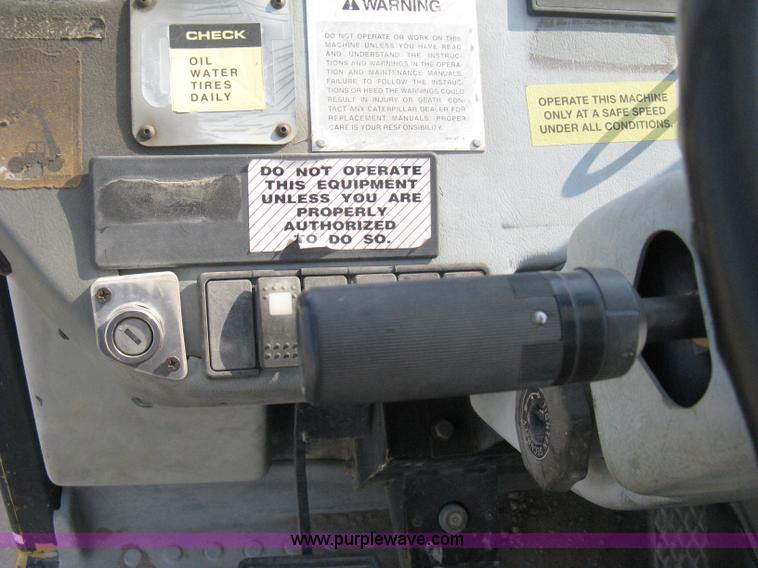 CHECK
OIL
WATER
TIRES
DAILY
WARNING
DO NOT OPERATE OR WORK ON THIS
MACHINE UNLESS YOU HAVE READ
AND UNDERSTAND THE INSTRUC-
TIONS AND WARNINGS IN THE OPERA-
TION AND MAINTENANCE MANUALS.
FAILURE TO FOLLOW THE INSTRUC-
TIONS OR HEED THE WARNINGS COULD
RESULT IN INJURY OR DEATH. CON-
TACT ANY CATERPILLAR DEALER FOR
REPLACEMENT MANUALS. PROPER
CARE IS YOUR RESPONSIBILITY.
OPERATE THIS MACHINE
ONLY AT A SAFE SPEED
UNDER ALL CONDITIONS.
DO NOT OPERATE
THIS EQUIPMENT
UNLESS YOU ARE
PROPERLY
AUTHORIZED
TO DO SO.
www.purplewave.com